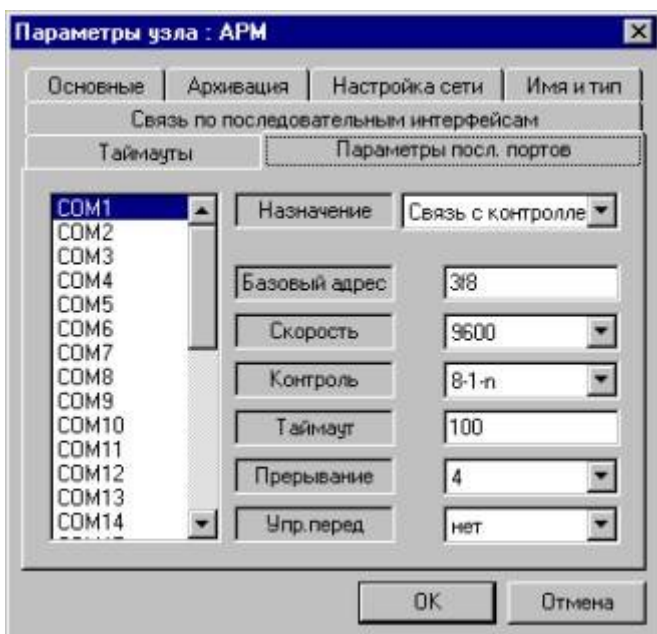 Параметры узла : АРМ
Основные Архивация Настройка сети Имя и тип
Связь по последовательным интерфейсам
Таймауты Параметры посл. портов
COM1
COM2
COM3
COM4
COM5
COM6
COM7
COM8
COM9
COM10
COM11
COM12
COM13
COM14
Назначение Связь с контролле
Базовый адрес 3f8
Скорость 9600
Контроль 8-1-n
Таймаут 100
Прерывание 4
Упр.перед нет
OK Отмена